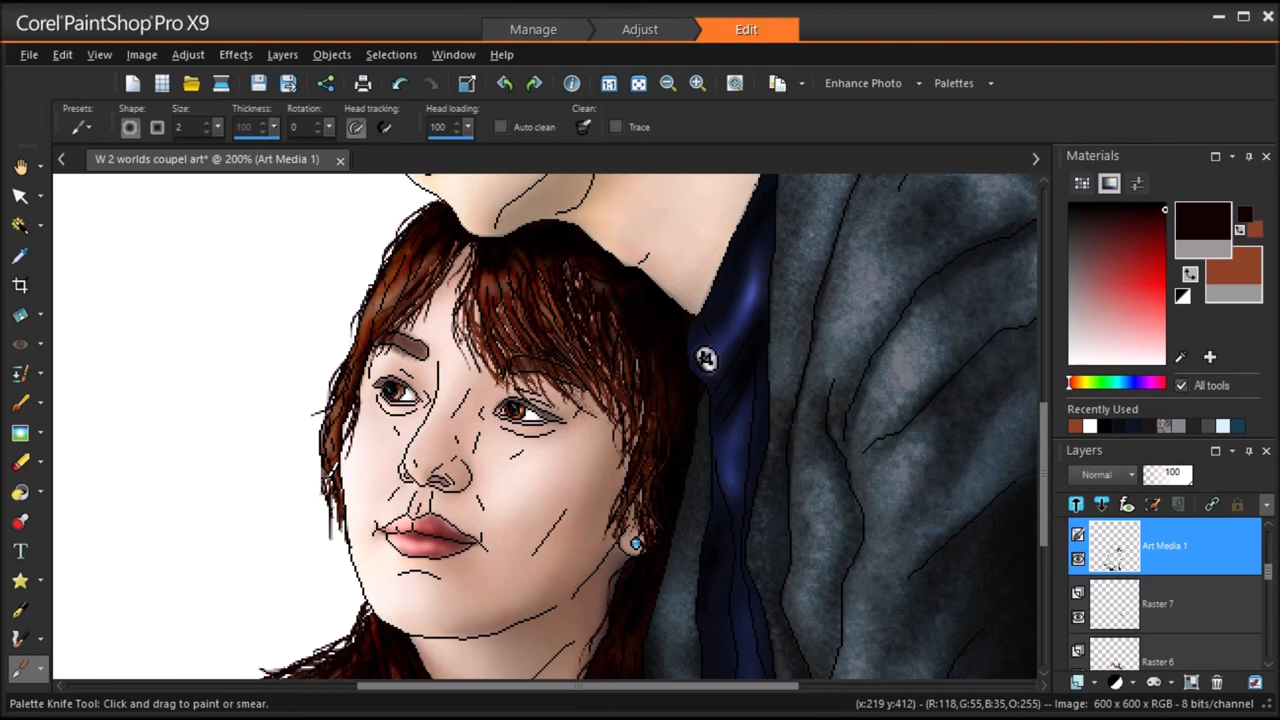 Corel PaintShop Pro X9
Manage
Adjust
Edit
File Edit View Image Adjust Effects Layers Objects Selections Window Help
Enhance Photo
Palettes
Presets:
Shape:
Size:
Thickness:
Rotation:
Head tracking:
Head loading:
Clean:
2
100
0
100
Auto clean
Trace
W 2 worlds coupel art* @ 200% (Art Media 1)
Materials
All tools
Recently Used
Layers
Normal
100
Art Media 1
Raster 7
Raster 6
Palette Knife Tool: Click and drag to paint or smear.
(x:219 y:412) -- (R:118,G:55,B:35,O:255) -- Image: 600 x 600 x RGB - 8 bits/channel